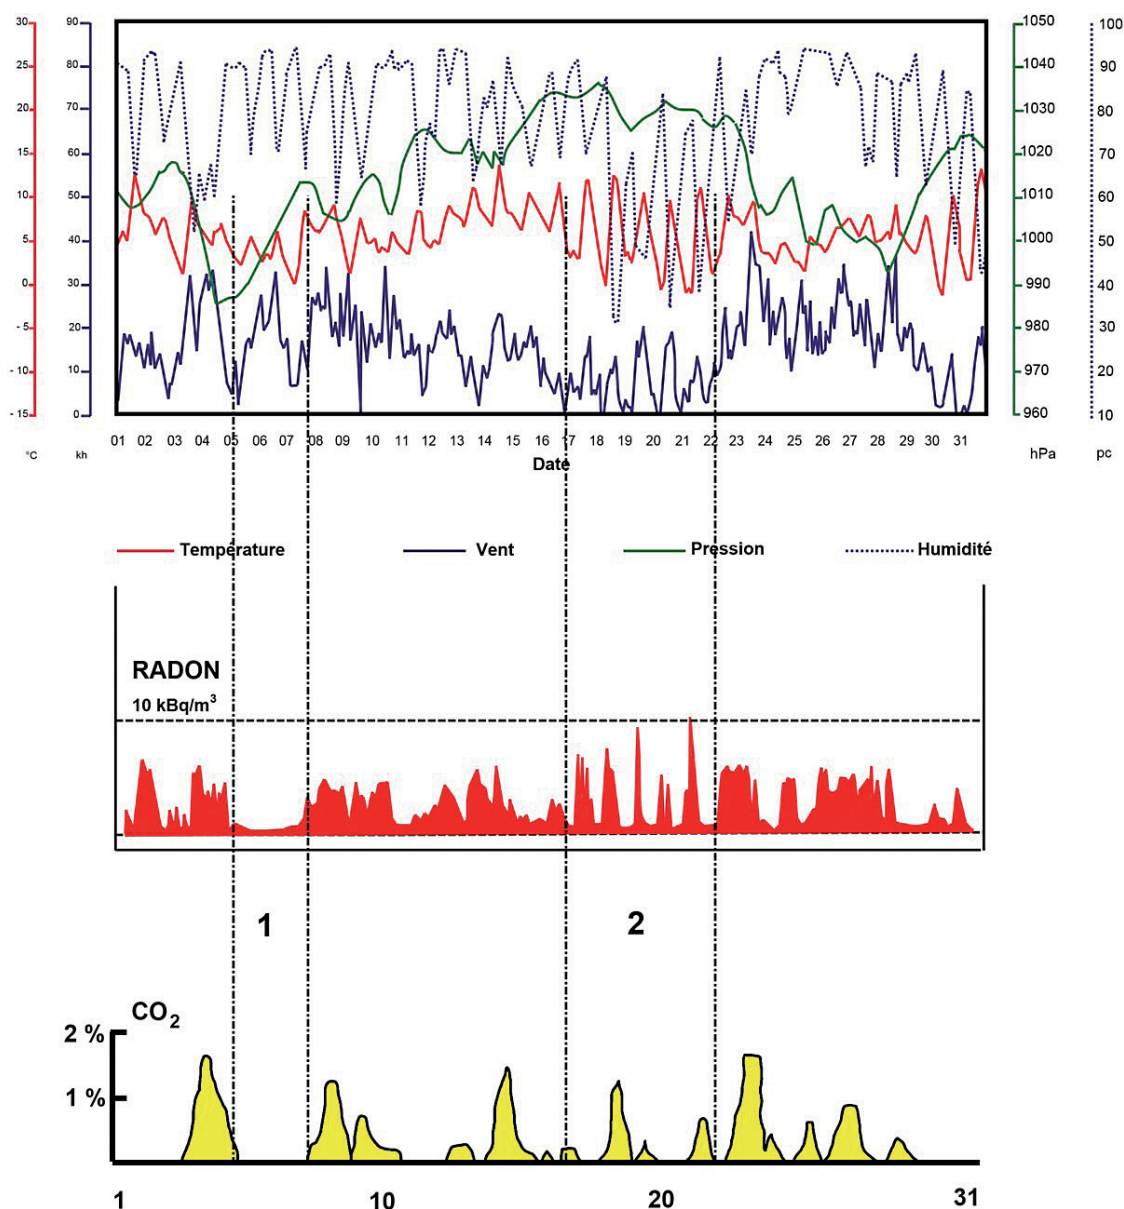 30 90 1050 100
25 80 1040 90
20 70 1030 80
15 60 1020 70
10 50 1010 60
5 40 1000 50
0 30 990 40
- 5 20 980 30
- 10 10 970 20
- 15 0 960 10
01 02 03 04 05 06 07 08 09 10 11 12 13 14 15 16 17 18 19 20 21 22 23 24 25 26 27 28 29 30 31
°C kh Date hPa pc
Température Vent Pression Humidité
RADON
10 kBq/m³
1 2
CO₂
2 %
1 %
1 10 20 31